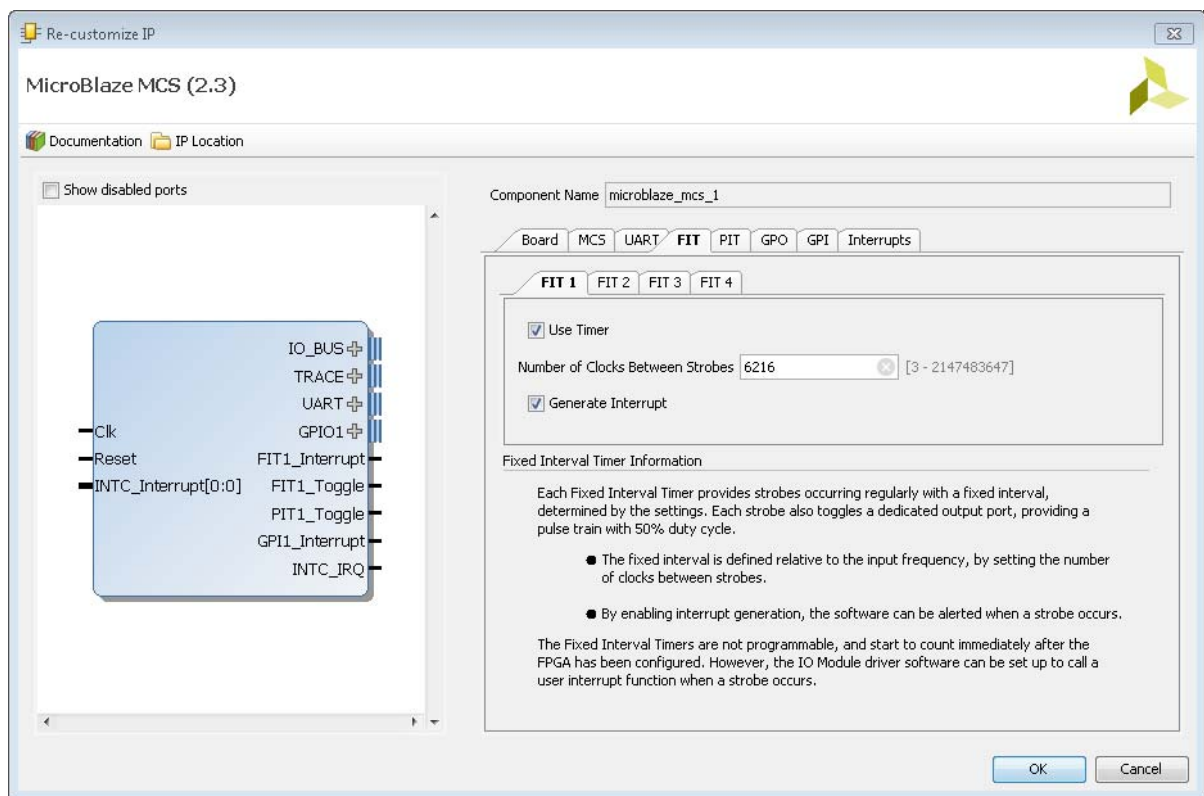 Re-customize IP
MicroBlaze MCS (2.3)
Documentation IP Location
Show disabled ports
IO_BUS
TRACE
UART
Clk GPIO1
Reset FIT1_Interrupt
INTC_Interrupt[0:0] FIT1_Toggle
PIT1_Toggle
GPI1_Interrupt
INTC_IRQ
Component Name microblaze_mcs_1
Board MCS UART FIT PIT GPO GPI Interrupts
FIT 1 FIT 2 FIT 3 FIT 4
Use Timer
Number of Clocks Between Strobes 6216 [3 - 2147483647]
Generate Interrupt
Fixed Interval Timer Information
Each Fixed Interval Timer provides strobes occurring regularly with a fixed interval,
determined by the settings. Each strobe also toggles a dedicated output port, providing a
pulse train with 50% duty cycle.
The fixed interval is defined relative to the input frequency, by setting the number
of clocks between strobes.
By enabling interrupt generation, the software can be alerted when a strobe occurs.
The Fixed Interval Timers are not programmable, and start to count immediately after the
FPGA has been configured. However, the IO Module driver software can be set up to call a
user interrupt function when a strobe occurs.
OK Cancel